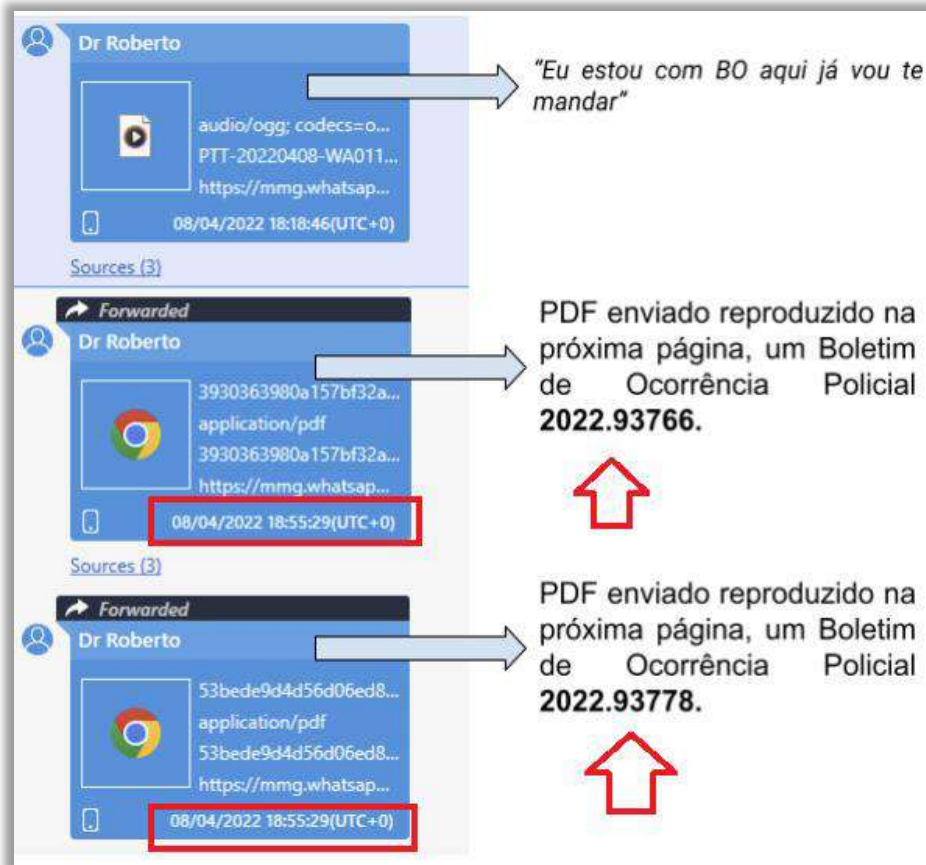 Dr Roberto
audio/ogg; codecs=o...
PTT-20220408-WA011...
https://mmg.whatsap...
08/04/2022 18:18:46(UTC+0)
Sources (3)
"Eu estou com BO aqui já vou te
mandar"
Forwarded
Dr Roberto
3930363980a157bf32a...
application/pdf
3930363980a157bf32a...
https://mmg.whatsap...
08/04/2022 18:55:29(UTC+0)
Sources (3)
PDF enviado reproduzido na
próxima página, um Boletim
de Ocorrência Policial
2022.93766.
Forwarded
Dr Roberto
53bede9d4d56d06ed8...
application/pdf
53bede9d4d56d06ed8...
https://mmg.whatsap...
08/04/2022 18:55:29(UTC+0)
PDF enviado reproduzido na
próxima página, um Boletim
de Ocorrência Policial
2022.93778.